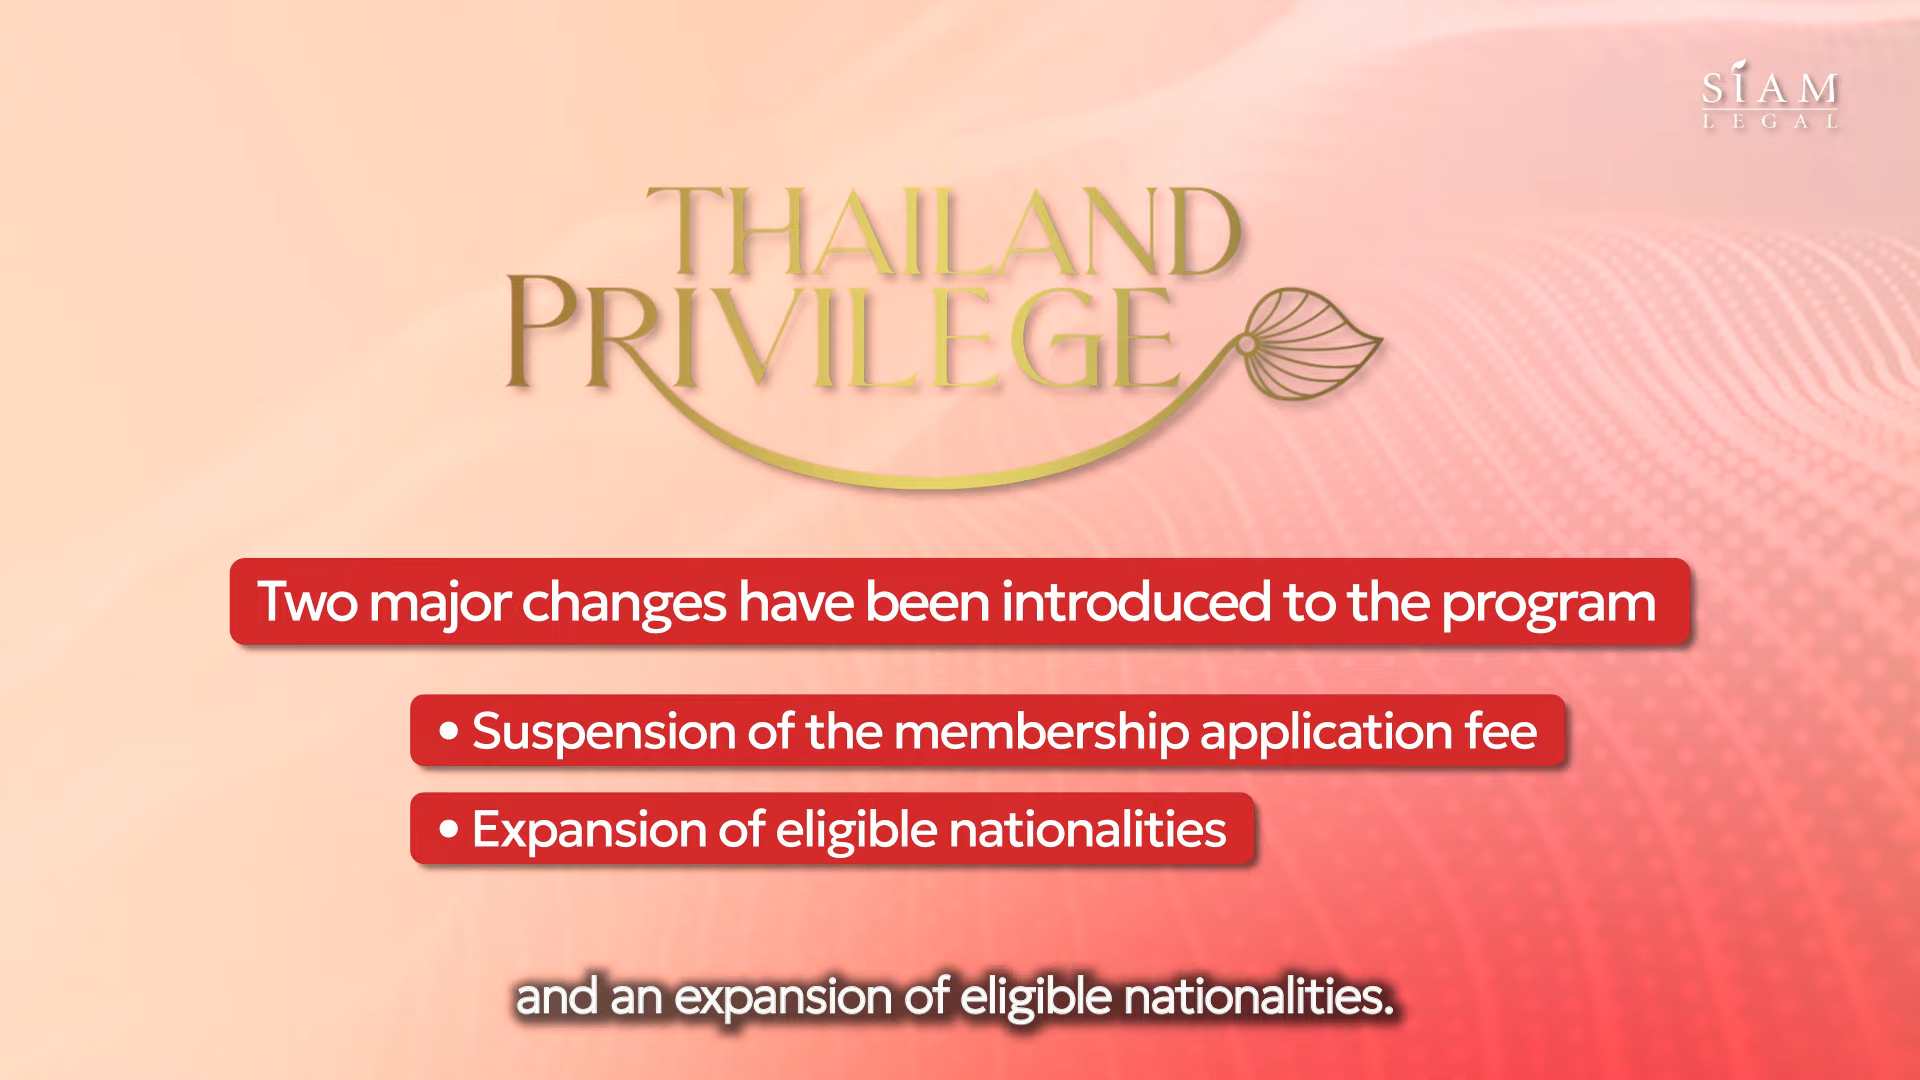 SIAM
LEGAL
THAILAND
PRIVILEGE
Two major changes have been introduced to the program
• Suspension of the membership application fee
• Expansion of eligible nationalities
and an expansion of eligible nationalities.